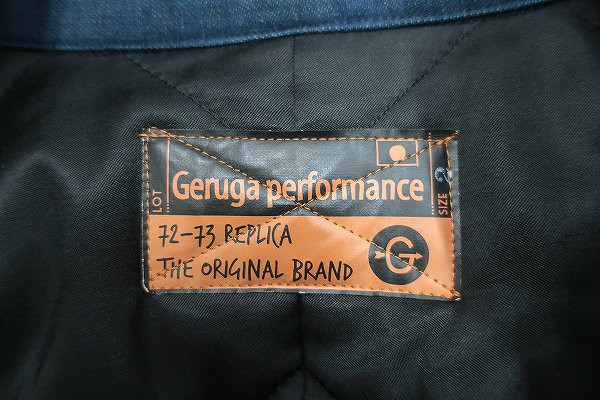 LOT
Geruga performance
SIZE 2
72-73 REPLICA
THE ORIGINAL BRAND
G